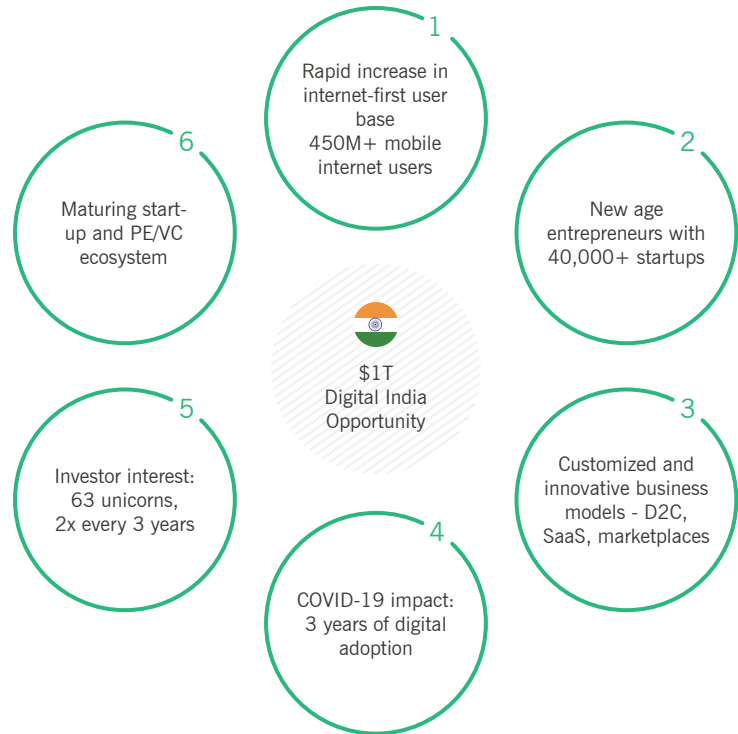 1
Rapid increase in
internet-first user
base
450M+ mobile
internet users
2
New age
entrepreneurs with
40,000+ startups
3
Customized and
innovative business
models - D2C,
SaaS, marketplaces
4
COVID-19 impact:
3 years of digital
adoption
5
Investor interest:
63 unicorns,
2x every 3 years
6
Maturing start-
up and PE/VC
ecosystem
$1T
Digital India
Opportunity